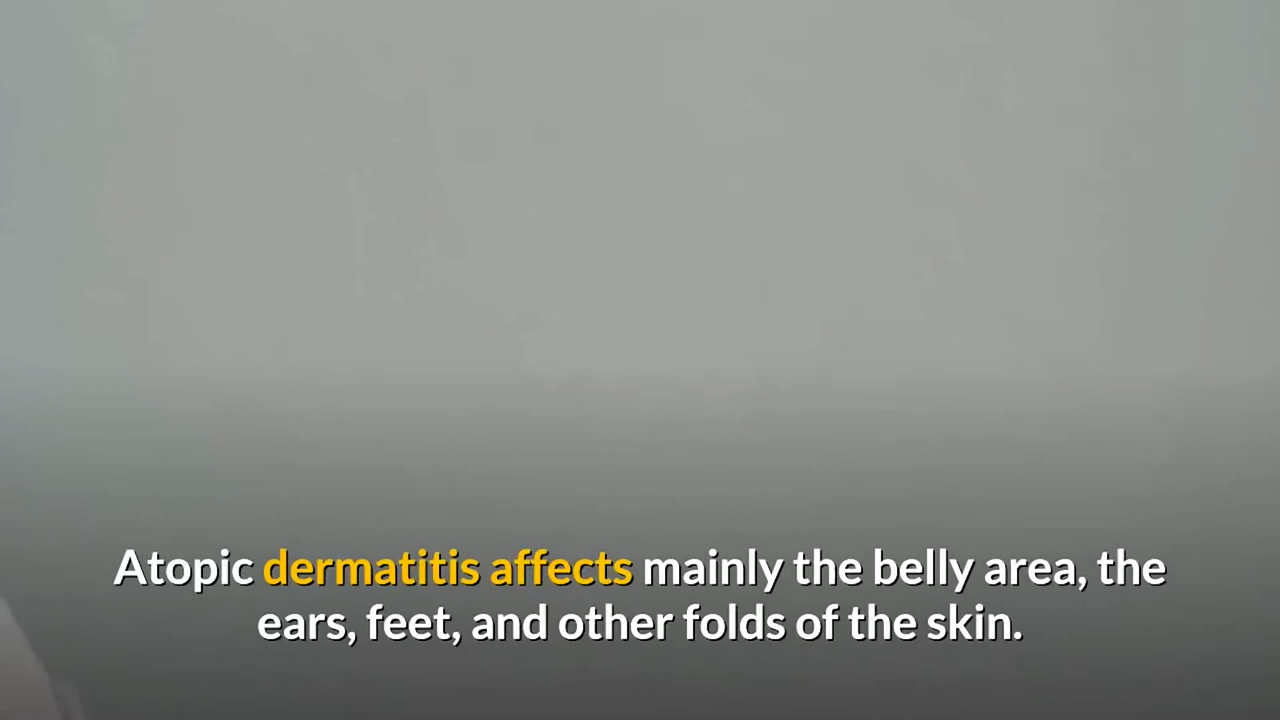 Atopic dermatitis affects mainly the belly area, the
ears, feet, and other folds of the skin.